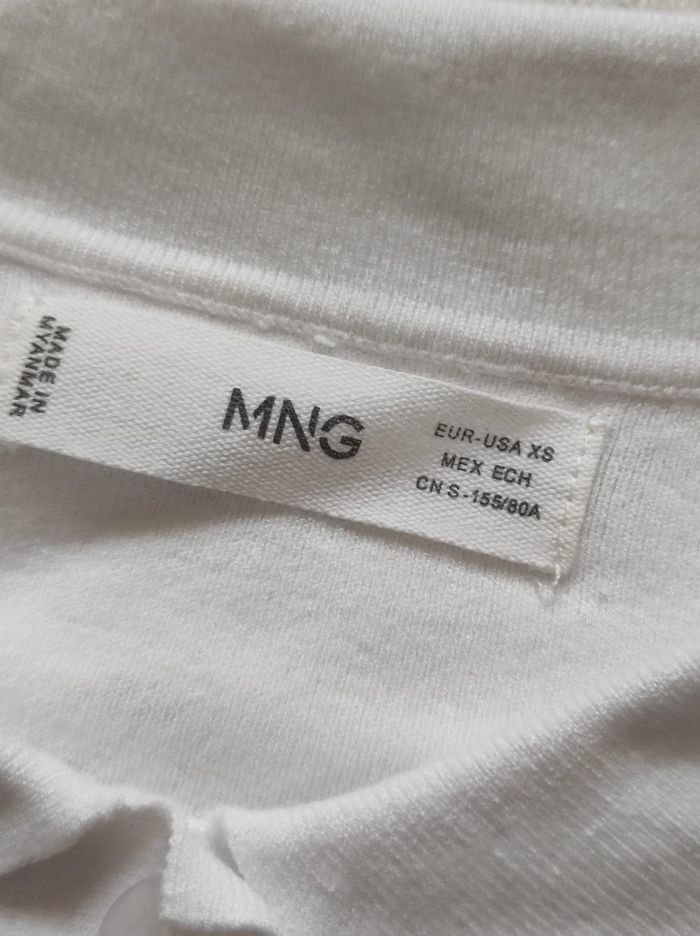 MADE IN
MYANMAR
MNG
EUR-USA XS
MEX ECH
CN S-155/80A